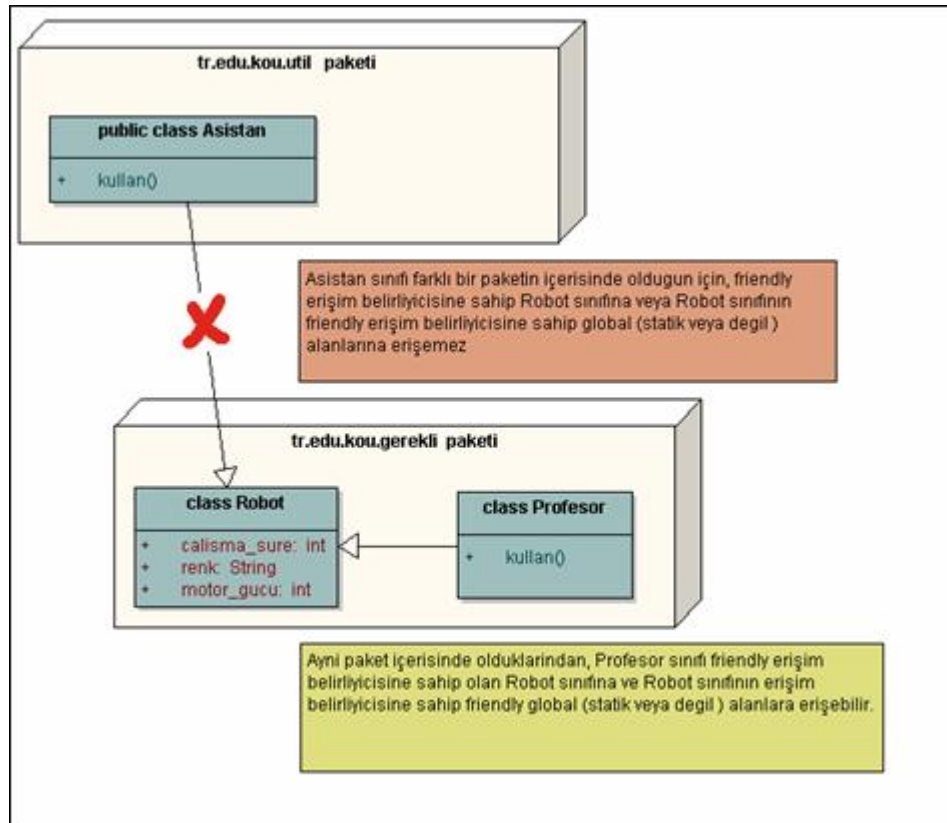 tr.edu.kou.util paketi
public class Asistan
+ kullan()
Asistan sınıfı farklı bir paketin içerisinde oldugun için, friendly
erişim belirliyicisine sahip Robot sınıfına veya Robot sınıfının
friendly erişim belirliyicisine sahip global (statik veya degil )
alanlarına erişemez
tr.edu.kou.gerekli paketi
class Robot
+ calisma_sure: int
+ renk: String
+ motor_gucu: int
class Profesor
+ kullan()
Ayni paket içerisinde olduklarından, Profesor sınıfı friendly erişim
belirliyicisine sahip olan Robot sınıfına ve Robot sınıfının erişim
belirliyicisine sahip friendly global (statik veya degil ) alanlara erişebilir.